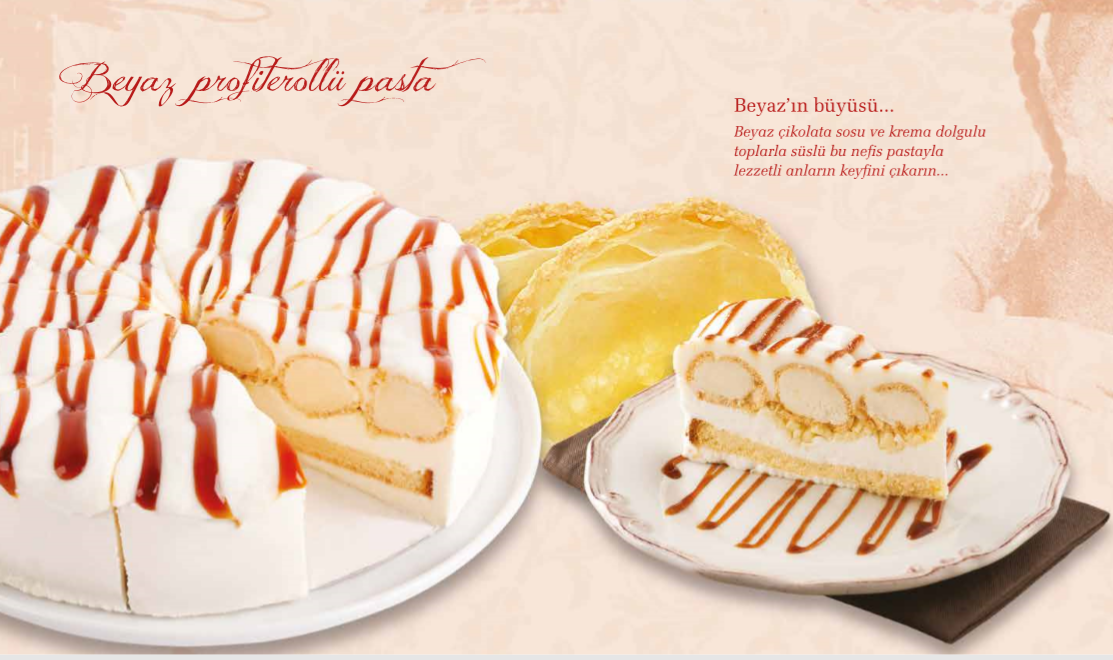 Beyaz profiterollü pasta
Beyaz'ın büyüsü...
Beyaz çikolata sosu ve krema dolgulu
toplarla süslü bu nefis pastayla
lezzetli anların keyfini çıkarın...